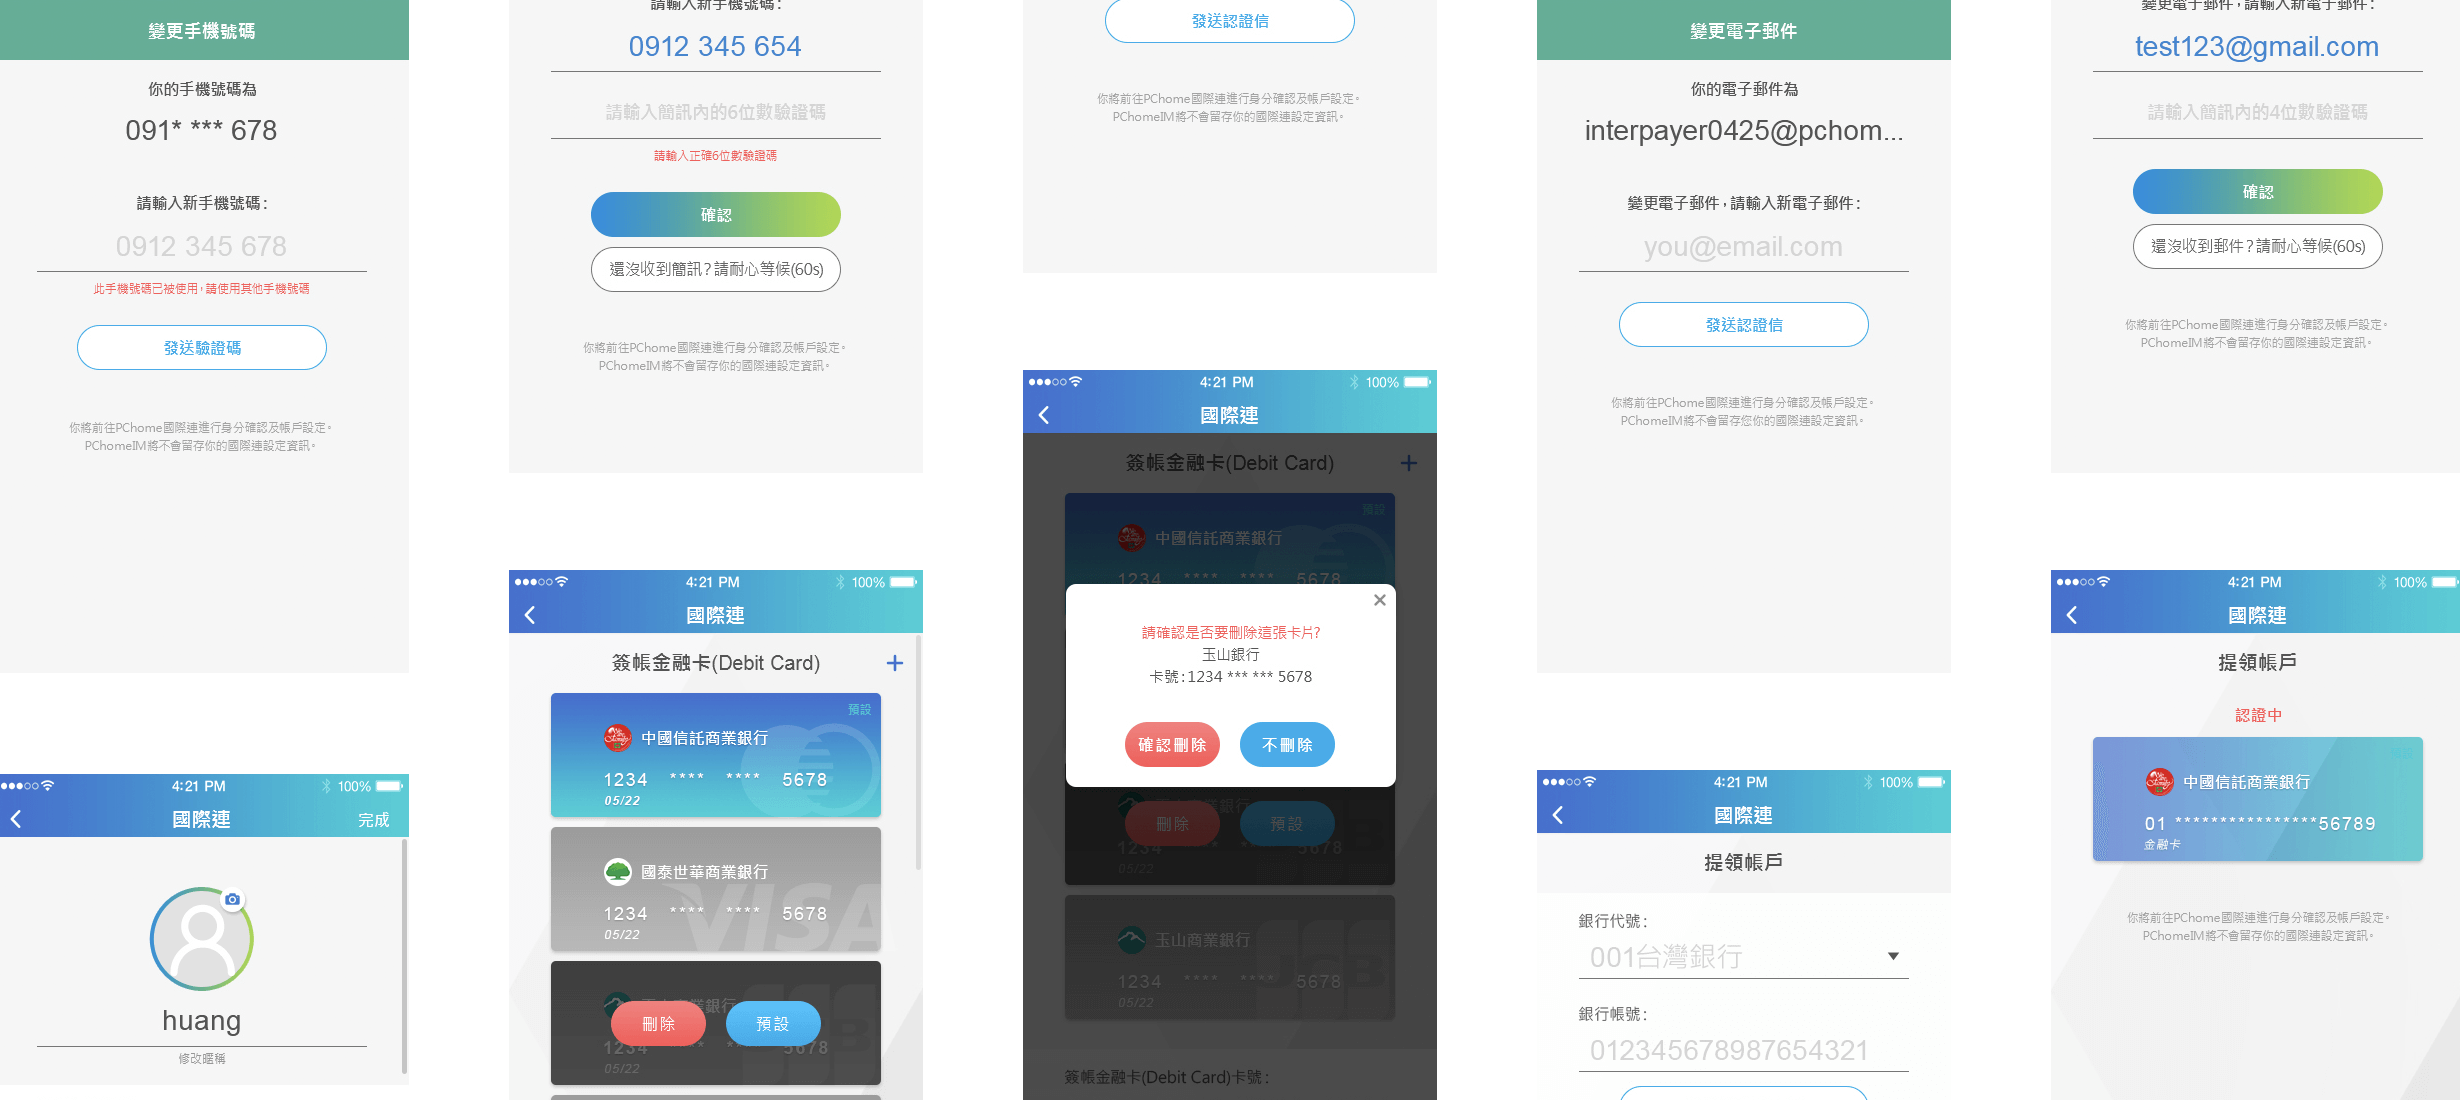 變更手機號碼
你的手機號碼為
091* *** 678
請輸入新手機號碼：
0912 345 678
此手機號碼已被使用，請使用其他手機號碼
發送驗證碼
你將前往PChome國際連進行身分確認及帳戶設定。
PChomeIM將不會留存你的國際連設定資訊。
4:21 PM
100%
國際連
完成
huang
修改暱稱
請輸入新手機號碼：
0912 345 654
請輸入簡訊內的6位數驗證碼
請輸入正確6位數驗證碼
確認
還沒收到簡訊？請耐心等候(60s)
你將前往PChome國際連進行身分確認及帳戶設定。
PChomeIM將不會留存你的國際連設定資訊。
4:21 PM
100%
國際連
簽帳金融卡(Debit Card)
預設
中國信託商業銀行
1234 **** **** 5678
05/22
國泰世華商業銀行
VISA
1234 **** **** 5678
05/22
玉山商業銀行
刪除
預設
1234 **** **** 5678
05/22
發送認證信
你將前往PChome國際連進行身分確認及帳戶設定。
PChomeIM將不會留存你的國際連設定資訊。
4:21 PM
100%
國際連
簽帳金融卡(Debit Card)
預設
中國信託商業銀行
1234 **** **** 5678
請確認是否要刪除這張卡片?
玉山銀行
卡號：1234 *** *** 5678
確認刪除
不刪除
刪除
預設
1234 **** **** 5678
05/22
玉山商業銀行
JCB
1234 **** **** 5678
05/22
簽帳金融卡(Debit Card)卡號：
變更電子郵件
你的電子郵件為
interpayer0425@pchom...
變更電子郵件，請輸入新電子郵件：
you@email.com
發送認證信
你將前往PChome國際連進行身分確認及帳戶設定。
PChomeIM將不會留存您你的國際連設定資訊。
4:21 PM
100%
國際連
提領帳戶
銀行代號：
001台灣銀行
銀行帳號：
012345678987654321
變更電子郵件，請輸入新電子郵件：
test123@gmail.com
請輸入簡訊內的4位數驗證碼
確認
還沒收到郵件？請耐心等候(60s)
你將前往PChome國際連進行身分確認及帳戶設定。
PChomeIM將不會留存你的國際連設定資訊。
4:21 PM
100%
國際連
提領帳戶
認證中
中國信託商業銀行
01 ****************56789
金融卡
你將前往PChome國際連進行身分確認及帳戶設定。
PChomeIM將不會留存你的國際連設定資訊。